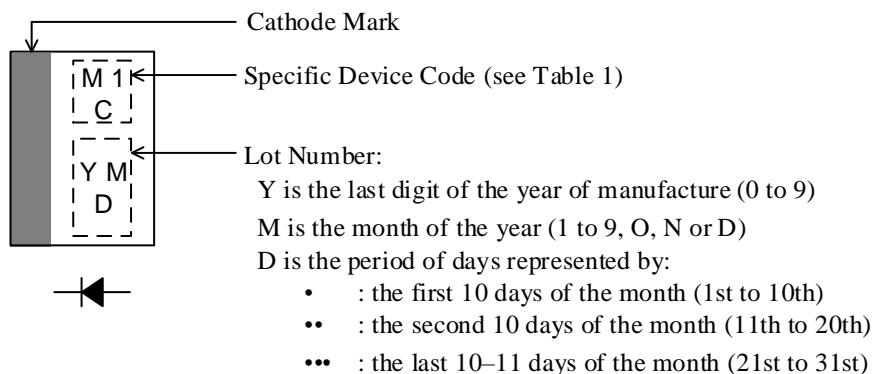 Cathode Mark
M 1
C
Specific Device Code (see Table 1)
Y M
D
Lot Number:
Y is the last digit of the year of manufacture (0 to 9)
M is the month of the year (1 to 9, O, N or D)
D is the period of days represented by:
• : the first 10 days of the month (1st to 10th)
•• : the second 10 days of the month (11th to 20th)
••• : the last 10–11 days of the month (21st to 31st)